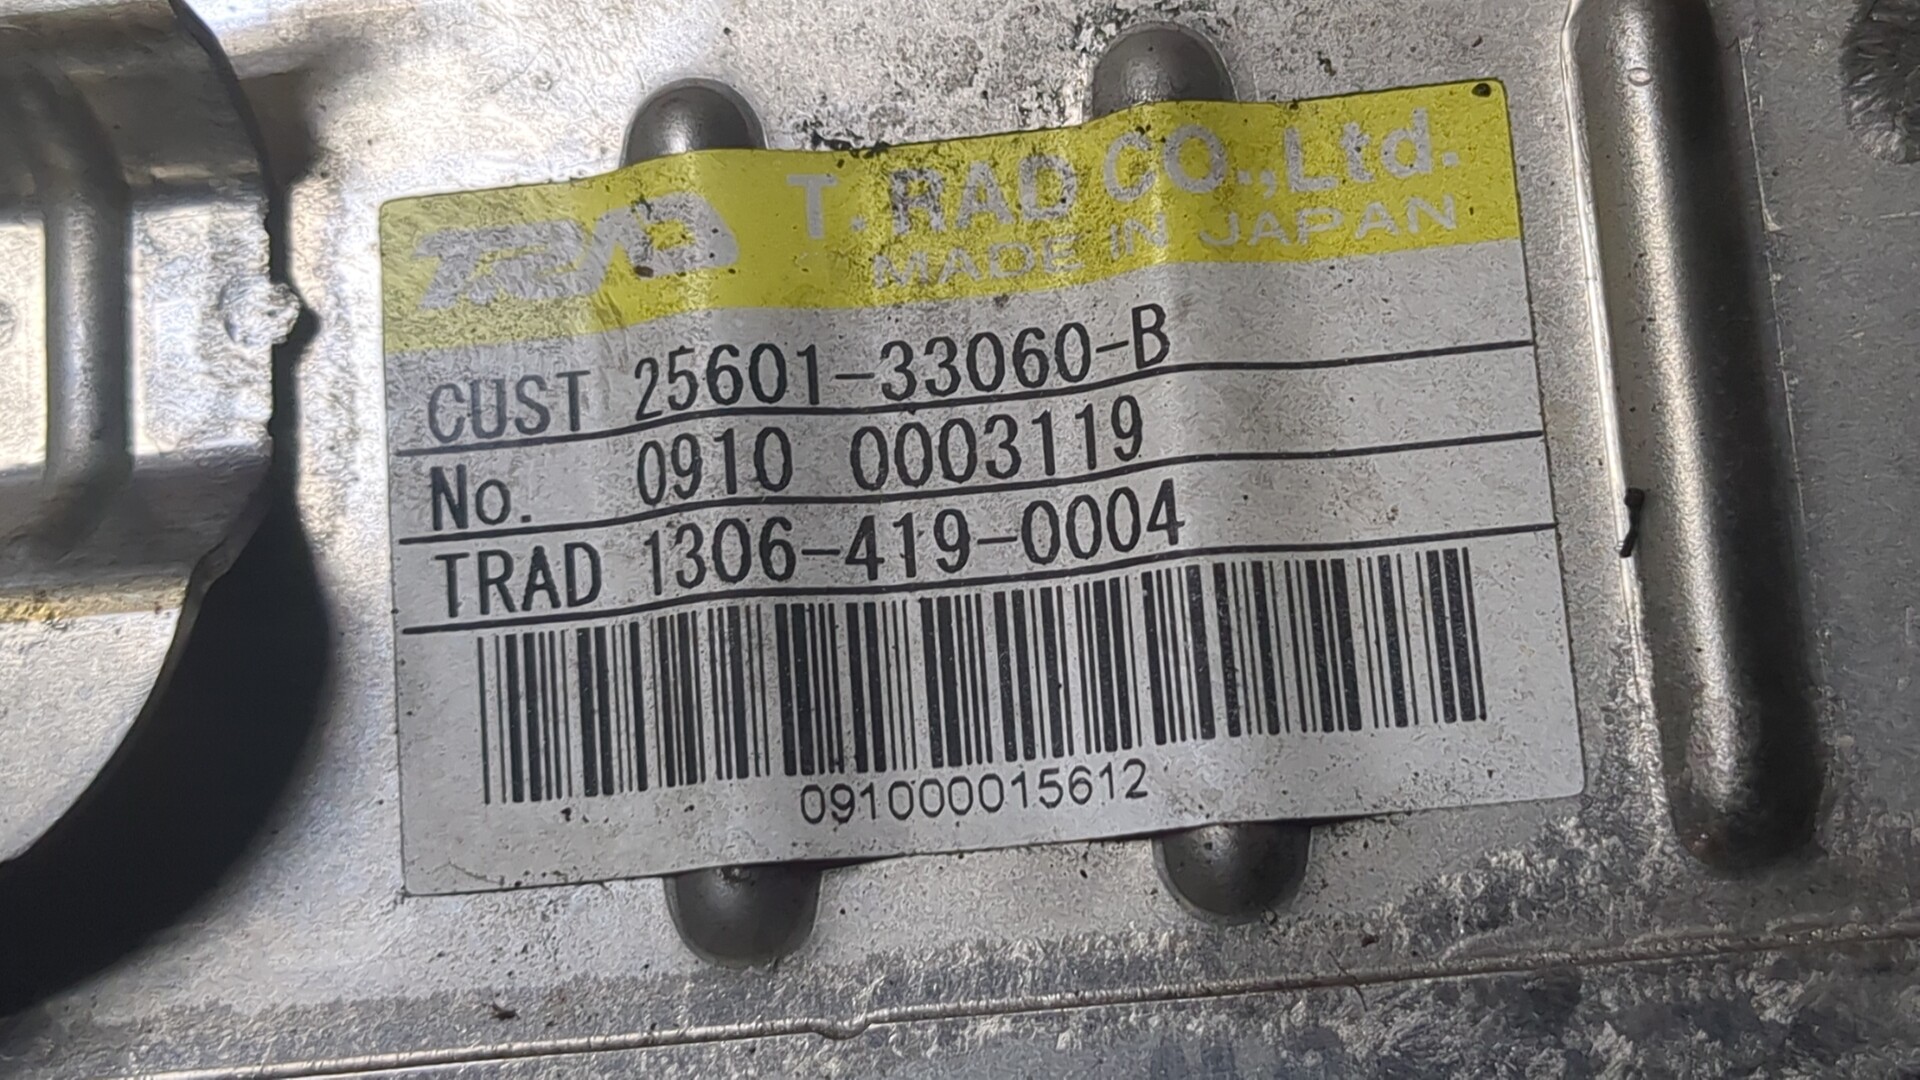 TRAD T.RAD CO.,Ltd.
MADE IN JAPAN
CUST 25601-33060-B
No. 0910 0003119
TRAD 1306-419-0004
091000015612